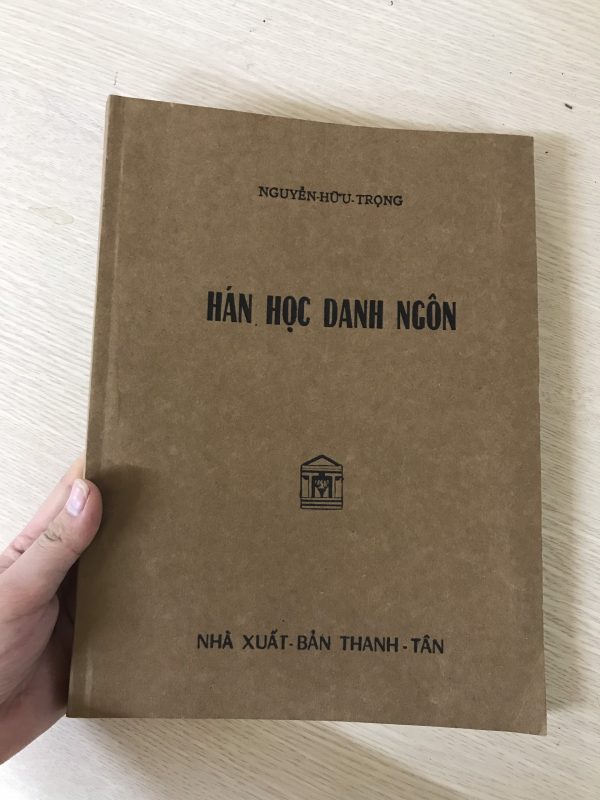 NGUYỄN-HỮU-TRỌNG
HÁN HỌC DANH NGÔN
NHÀ XUẤT-BẢN THANH-TÂN